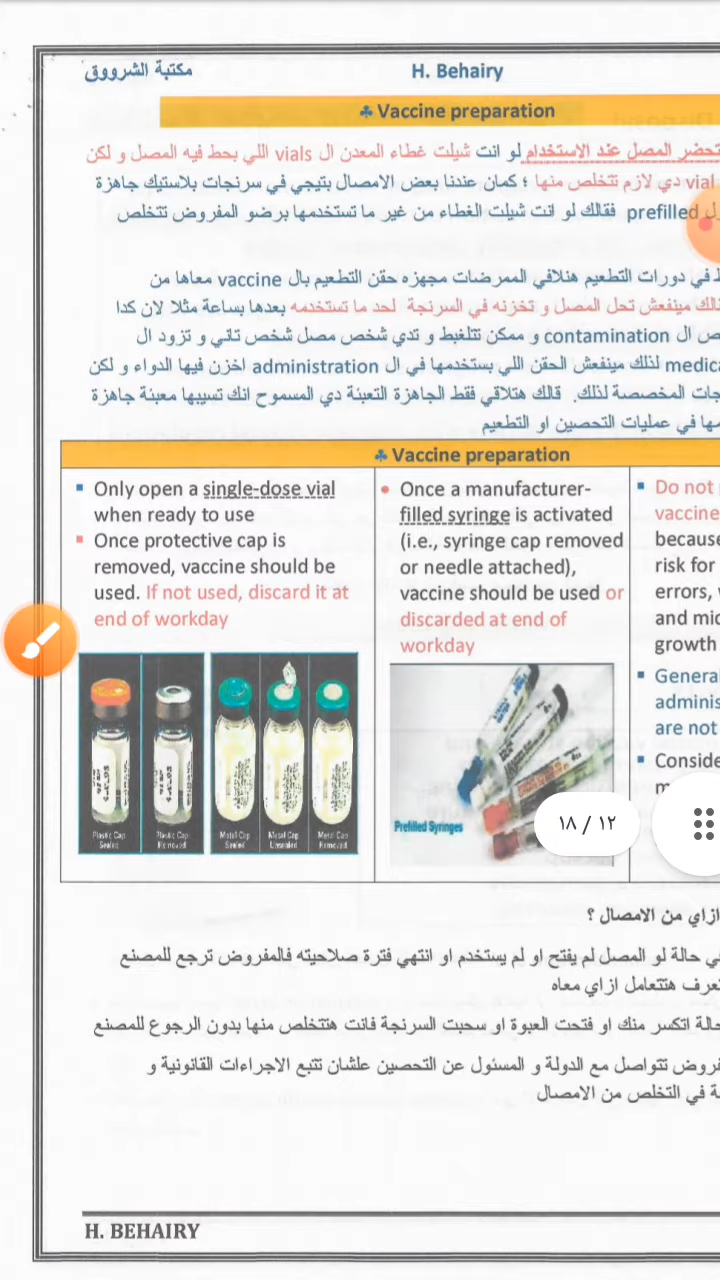 مكتبة الشرووق
H. Behairy
♣ Vaccine preparation
تحضر المصل عند الاستخدام لو انت شيلت غطاء المعدن ال vials اللي بحط فيه المصل و لكن
vial دي لازم تتخلص منها ؛ كمان عندنا بعض الامصال بتيجي في سرنجات بلاستيك جاهزة
prefilled فقالك لو انت شيلت الغطاء من غير ما تستخدمها برضو المفروض تتخلص
في دورات التطعيم هتلاقي الممرضات مجهزه حقن التطعيم بال vaccine معاها من
مينفعش تحل المصل و تخزنه في السرنجة لحد ما تستخدمه بعدها بساعة مثلا لان كدا
ال contamination و ممكن تتلغبط و تدي شخص مصل شخص تاني و تزود ال
لذلك مينفعش الحقن اللي بستخدمها في ال administration اخزن فيها الدواء و لكن
المخصصة لذلك. قالك هتلاقي فقط الجاهزة التعبئة دي المسموح انك تسيبها معبئة جاهزة
في عمليات التحصين او التطعيم
♣ Vaccine preparation
▪ Only open a single-dose vial
when ready to use
▪ Once protective cap is
removed, vaccine should be
used. If not used, discard it at
end of workday
Plastic Cap
Sealed
Plastic Cap
Removed
Metal Cap
Sealed
Metal Cap
Unsealed
Metal Cap
Removed
• Once a manufacturer-
filled syringe is activated
(i.e., syringe cap removed
or needle attached),
vaccine should be used or
discarded at end of
workday
Prefilled Syringes
▪ Do not
vaccine
because
risk for
errors,
and
growth
▪ General
are not
▪ Conside
١٨ / ١٢
ازاي من الامصال ؟
في حالة لو المصل لم يفتح او لم يستخدم او انتهي فترة صلاحيته فالمفروض ترجع للمصنع
هتتعامل ازاي معاه
حالة اتكسر منك او فتحت العبوة او سحبت السرنجة فانت هتتخلص منها بدون الرجوع للمصنع
تتواصل مع الدولة و المسئول عن التحصين علشان تتبع الاجراءات القانونية و
في التخلص من الامصال
H. BEHAIRY